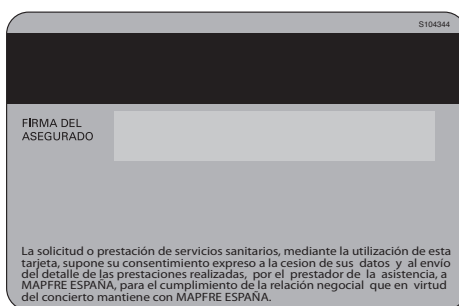 S104344
FIRMA DEL
ASEGURADO
La solicitud o prestación de servicios sanitarios, mediante la utilización de esta
tarjeta, supone su consentimiento expreso a la cesion de sus datos y al envío
del detalle de las prestaciones realizadas, por el prestador de la asistencia, a
MAPFRE ESPAÑA, para el cumplimiento de la relación negocial que en virtud
del concierto mantiene con MAPFRE ESPAÑA.